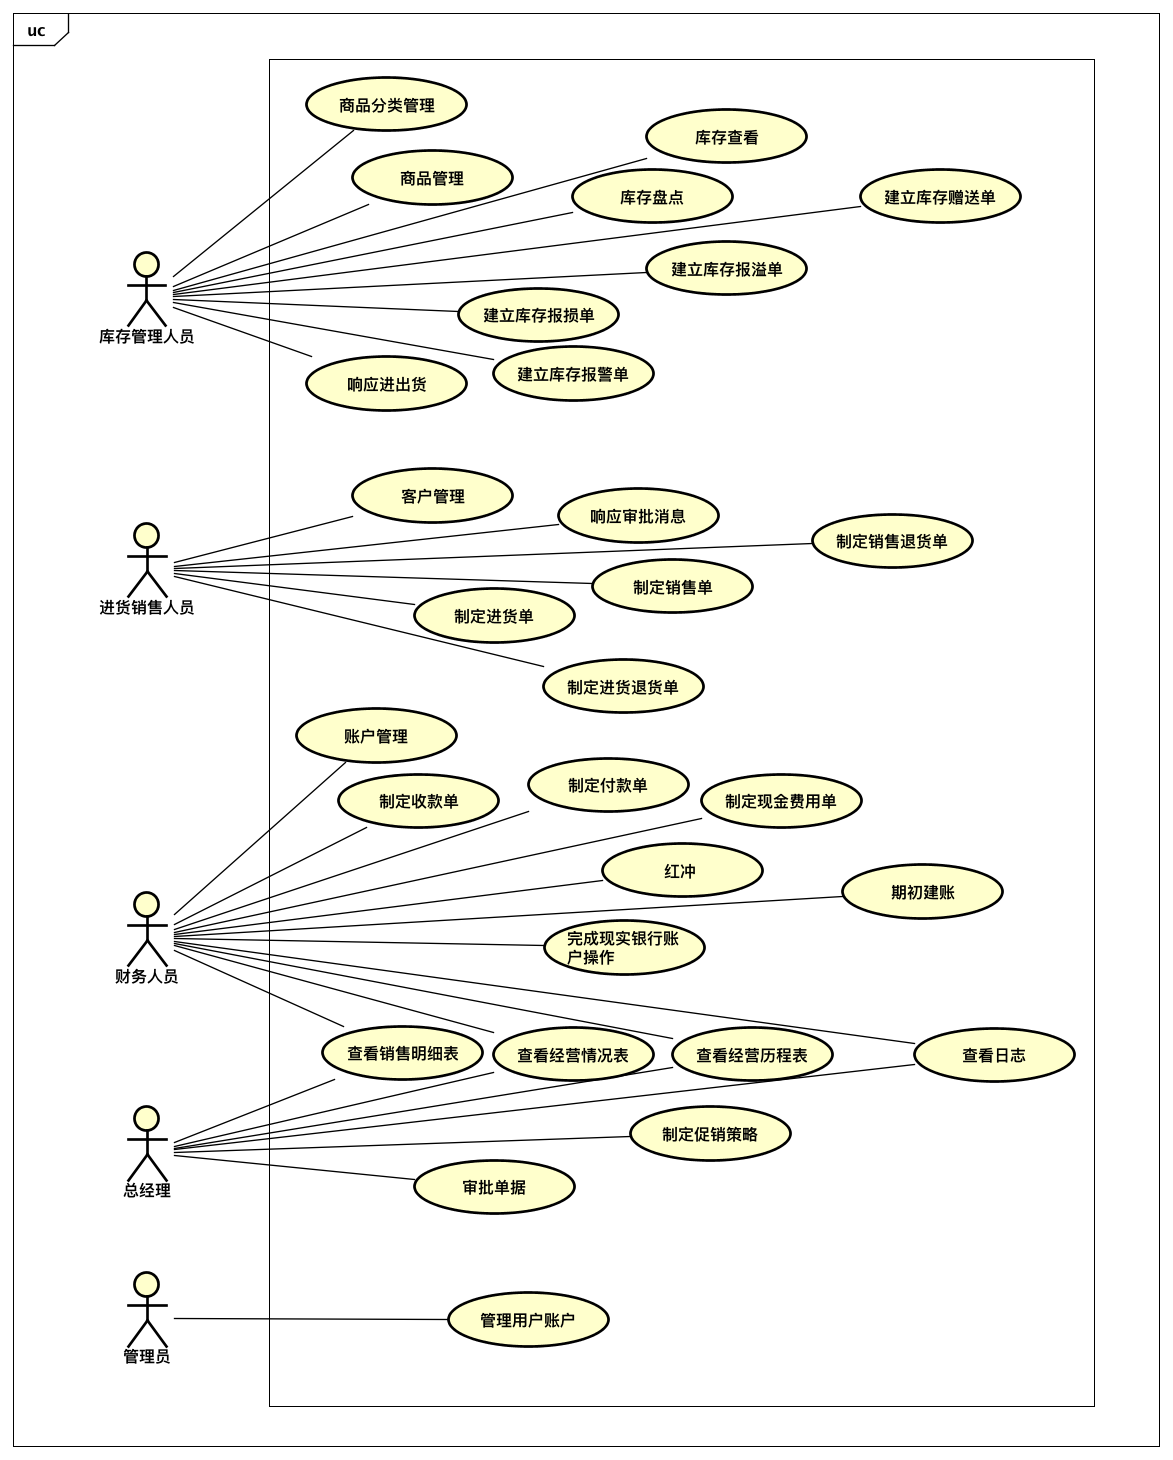 uc
商品分类管理
库存查看
商品管理
库存盘点
建立库存赠送单
建立库存报溢单
建立库存报损单
库存管理人员
建立库存报警单
响应进出货
客户管理
响应审批消息
制定销售退货单
制定销售单
进货销售人员
制定进货单
制定进货退货单
账户管理
制定付款单
制定收款单
制定现金费用单
红冲
期初建账
完成现实银行账
户操作
财务人员
查看销售明细表
查看经营情况表
查看经营历程表
查看日志
制定促销策略
总经理
审批单据
管理用户账户
管理员